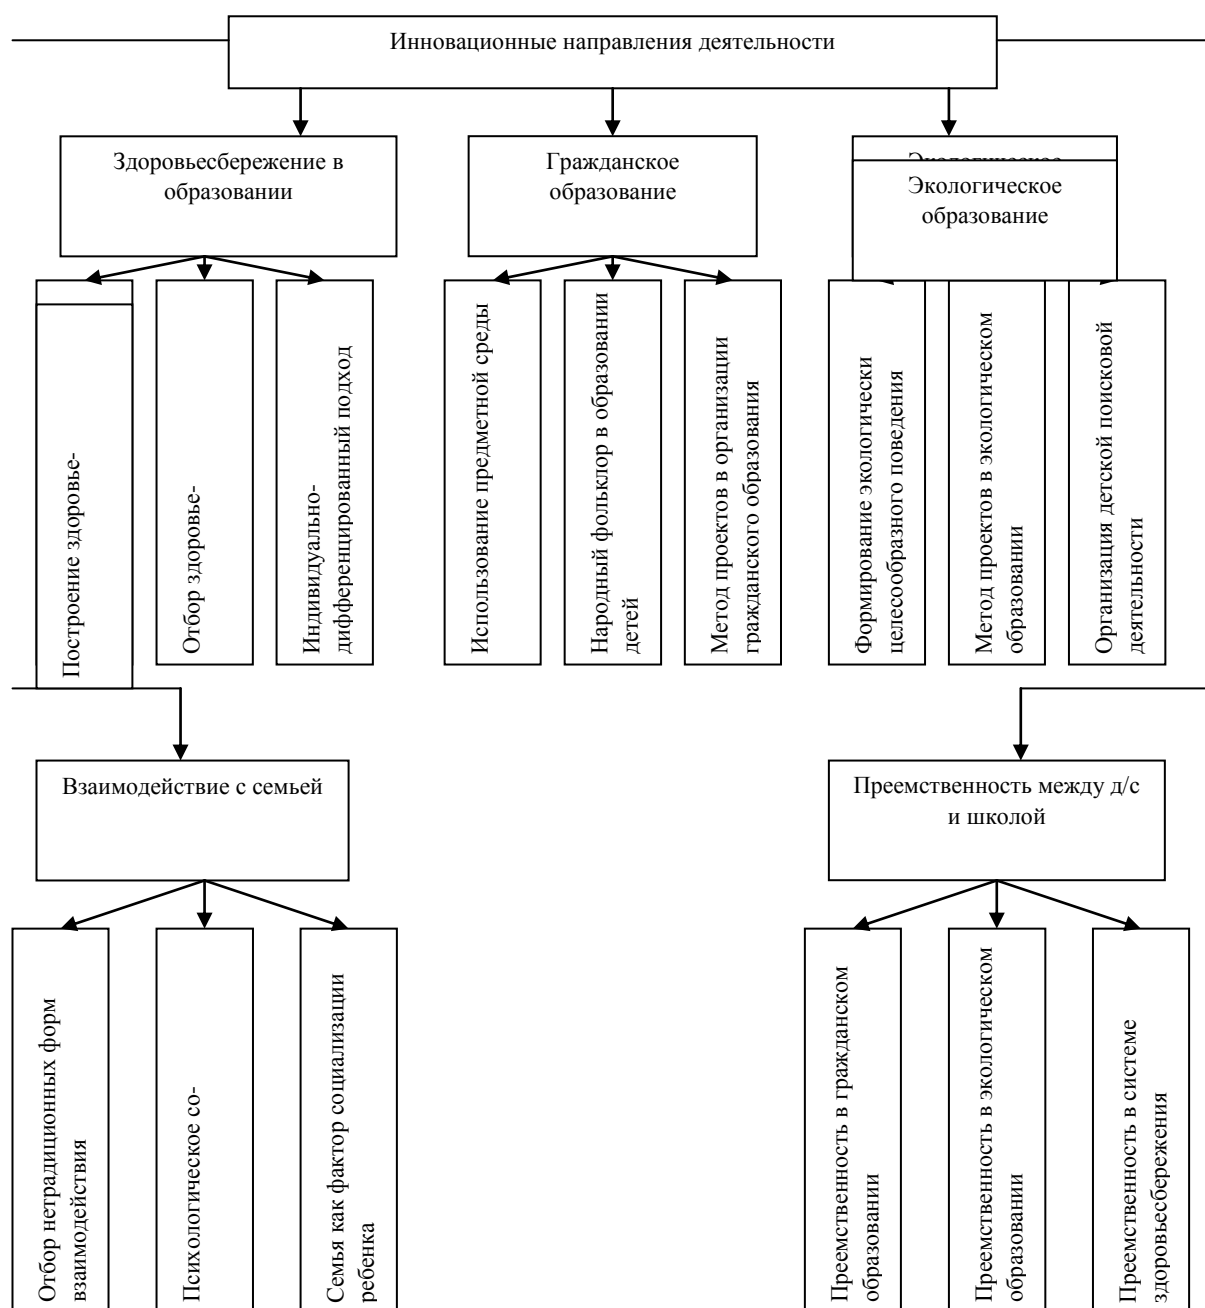 Инновационные направления деятельности
Здоровьесбережение в
образовании
Гражданское
образование
Экологическое
Экологическое
образование
Построение здоровье-
Отбор здоровье-
Индивидуально-
дифференцированный подход
Использование предметной среды
Народный фольклор в образовании
детей
Метод проектов в организации
гражданского образования
Формирование экологически
целесообразного поведения
Метод проектов в экологическом
образовании
Организация детской поисковой
деятельности
Взаимодействие с семьей
Преемственность между д/с
и школой
Отбор нетрадиционных форм
взаимодействия
Психологическое со-
Семья как фактор социализации
ребенка
Преемственность в гражданском
образовании
Преемственность в экологическом
образовании
Преемственность в системе
здоровьесбережения